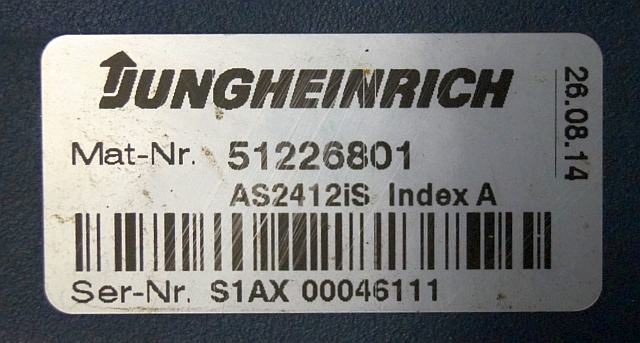 JUNGHEINRICH
26.08.14
Mat-Nr. 51226801
AS2412iS Index A
Ser-Nr. S1AX 00046111